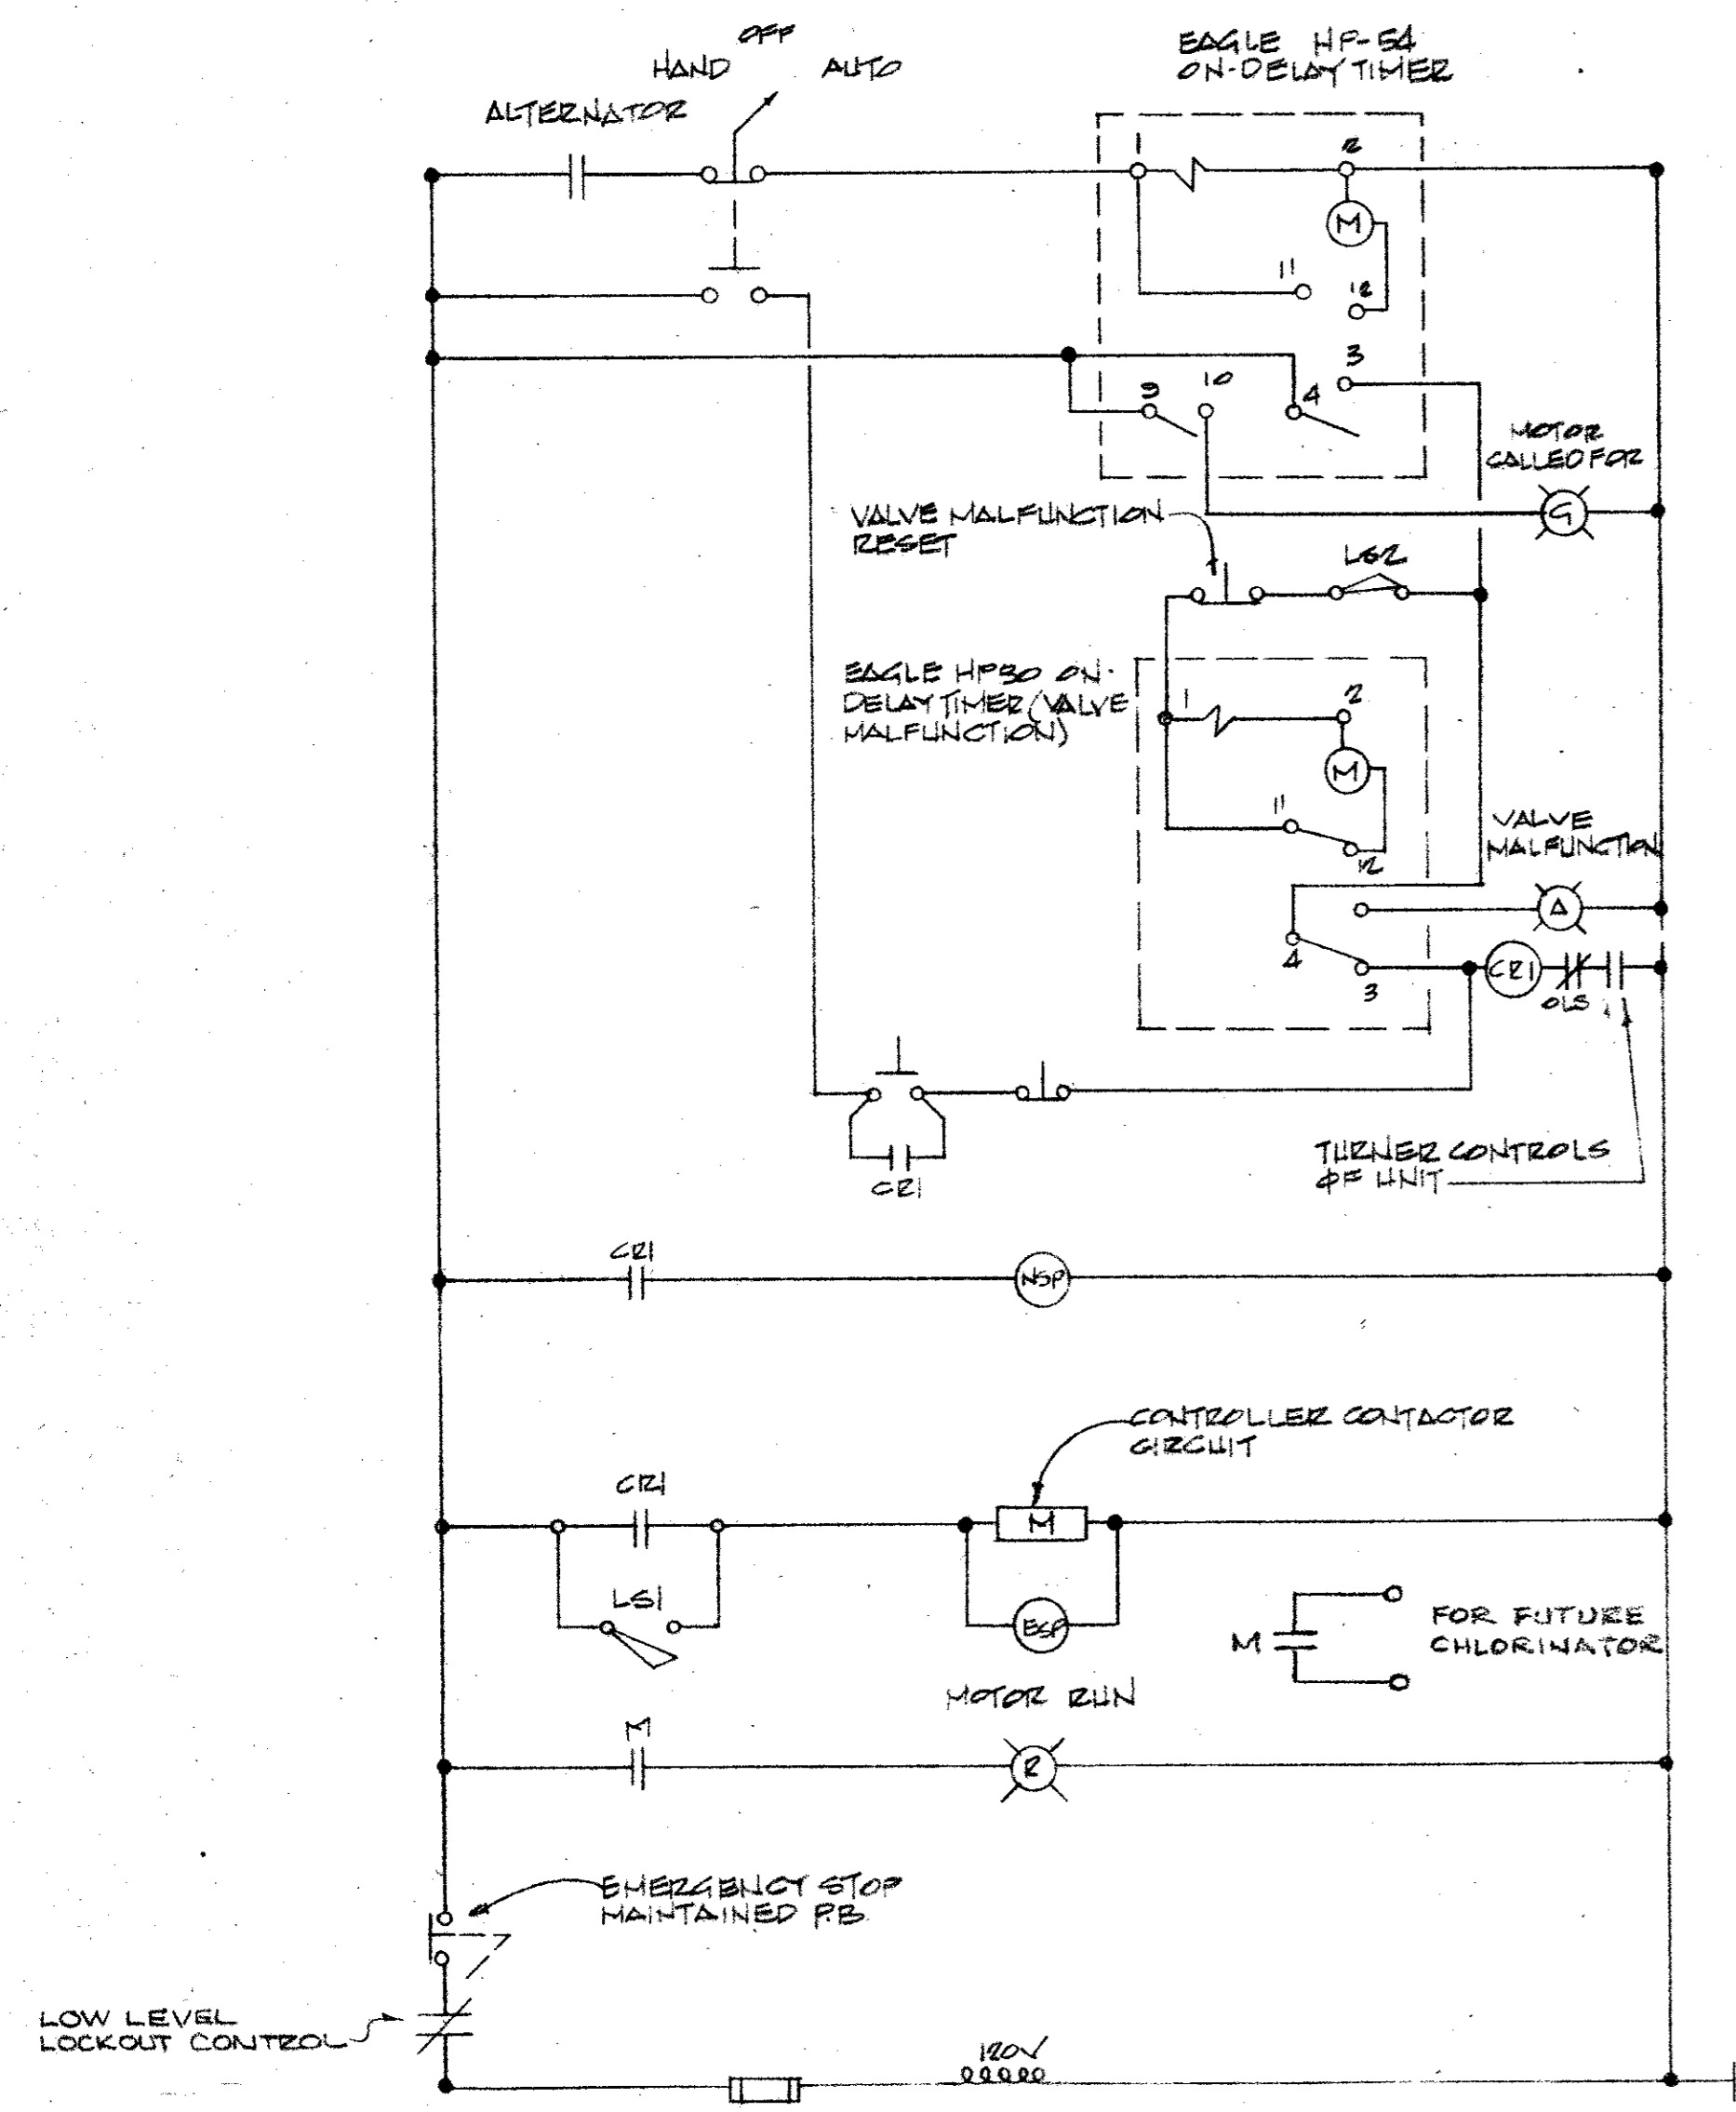 OFF
HAND AUTO
ALTERNATOR
EAGLE HP-54
ON-DELAY TIMER
1
2
M
11
12
3
9
10
4
MOTOR
CALLED FOR
G
VALVE MALFUNCTION
RESET
LS2
EAGLE HP30 ON-
DELAY TIMER (VALVE
MALFUNCTION)
1
2
M
11
12
VALVE
MALFUNCTION
A
4
3
CR1
OLS
CR1
TURNER CONTROLS
ΦF UNIT
CR1
NSP
CONTROLLER CONTACTOR
CIRCUIT
CR1
M
LS1
ESP
M
FOR FUTURE
CHLORINATOR
MOTOR RUN
M
R
EMERGENCY STOP
MAINTAINED P.B.
LOW LEVEL
LOCKOUT CONTROL
120V